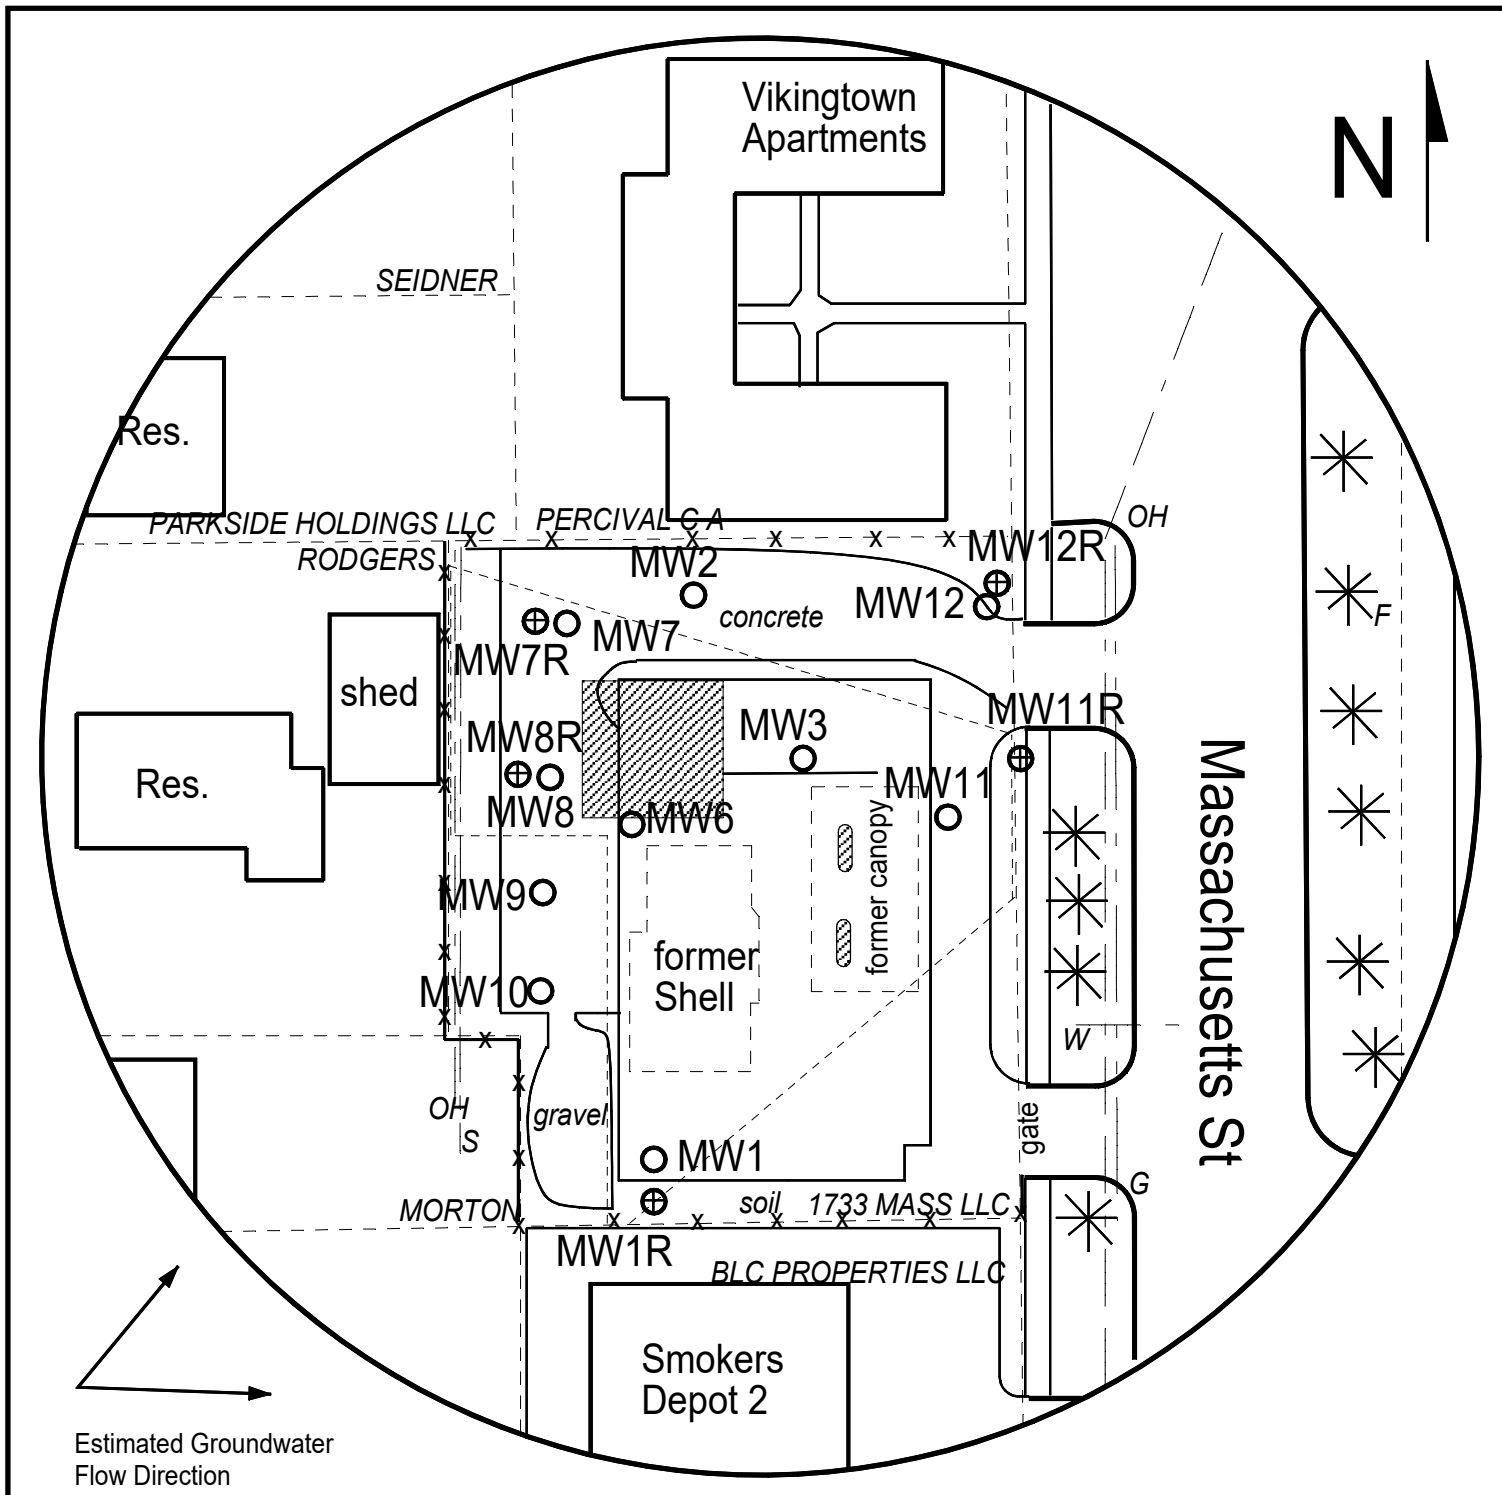 Vikingtown
Apartments
N
SEIDNER
Res.
PARKSIDE HOLDINGS LLC
PERCIVAL C A
OH
RODGERS
MW2
MW12R
concrete
MW12
F
MW7
MW7R
shed
MW11R
MW3
MW8R
Res.
MW11
MW8
MW6
former canopy
Massachusetts St
MW9
former
Shell
MW10
W
OH
gravel
gate
S
MW1
G
MORTON
soil
1733 MASS LLC
MW1R
BLC PROPERTIES LLC
Smokers
Depot 2
Estimated Groundwater
Flow Direction